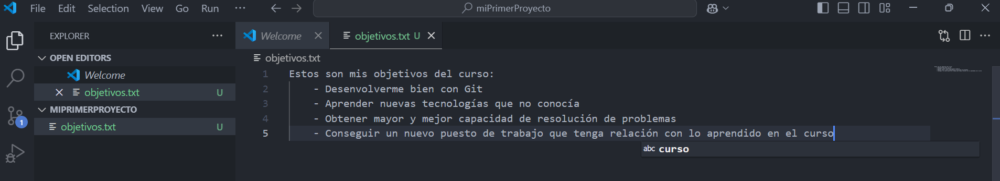 File Edit Selection View Go Run ··· miPrimerProyecto
EXPLORER ···
Welcome
objetivos.txt U
OPEN EDITORS
Welcome
objetivos.txt U
MIPRIMERPROYECTO
objetivos.txt U
1
objetivos.txt
1 Estos son mis objetivos del curso:
2 - Desenvolverme bien con Git
3 - Aprender nuevas tecnologías que no conocía
4 - Obtener mayor y mejor capacidad de resolución de problemas
5 - Conseguir un nuevo puesto de trabajo que tenga relación con lo aprendido en el curso
abc curso